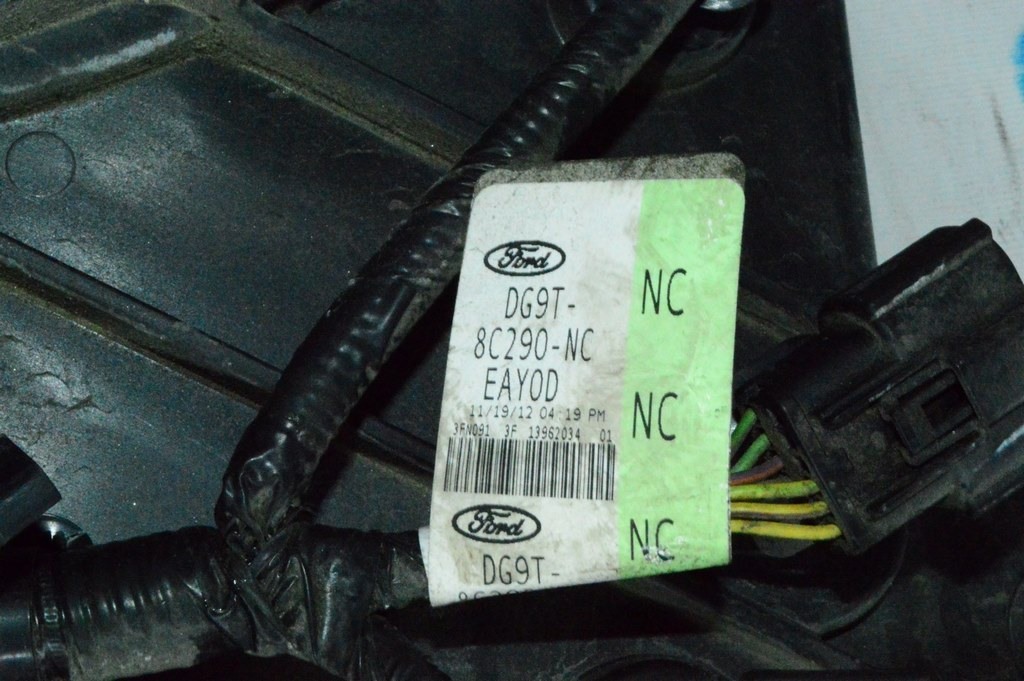 Ford
DG9T-
8C290-NC
EAYOD
11/19/12 04:19 PM
3FN091 3F 13962034 01
Ford
DG9T-
NC
NC
NC